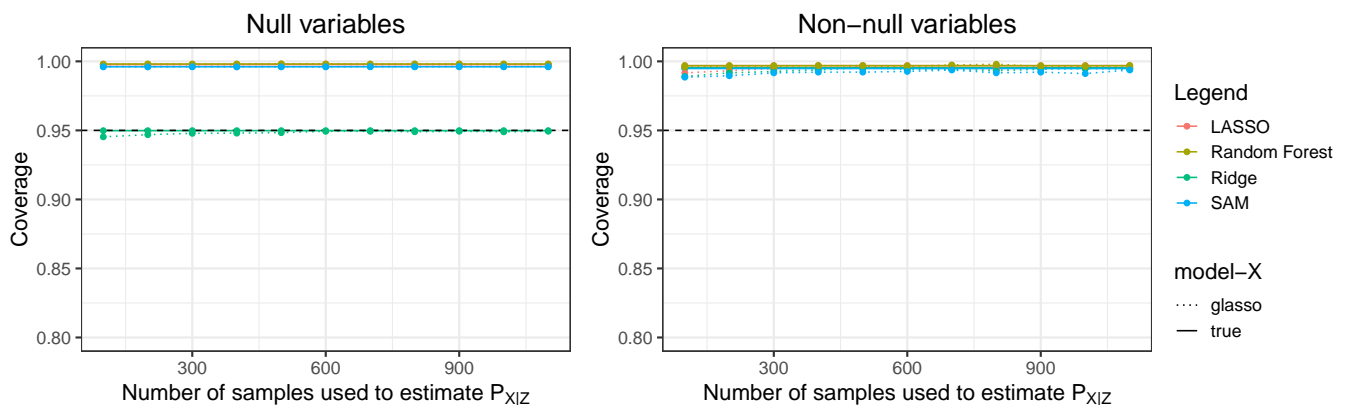 Null variables
Non−null variables
1.00
0.95
0.90
0.85
0.80
Coverage
300
600
900
Number of samples used to estimate P_X|Z
1.00
0.95
0.90
0.85
0.80
Coverage
300
600
900
Number of samples used to estimate P_X|Z
Legend
LASSO
Random Forest
Ridge
SAM
model−X
glasso
true